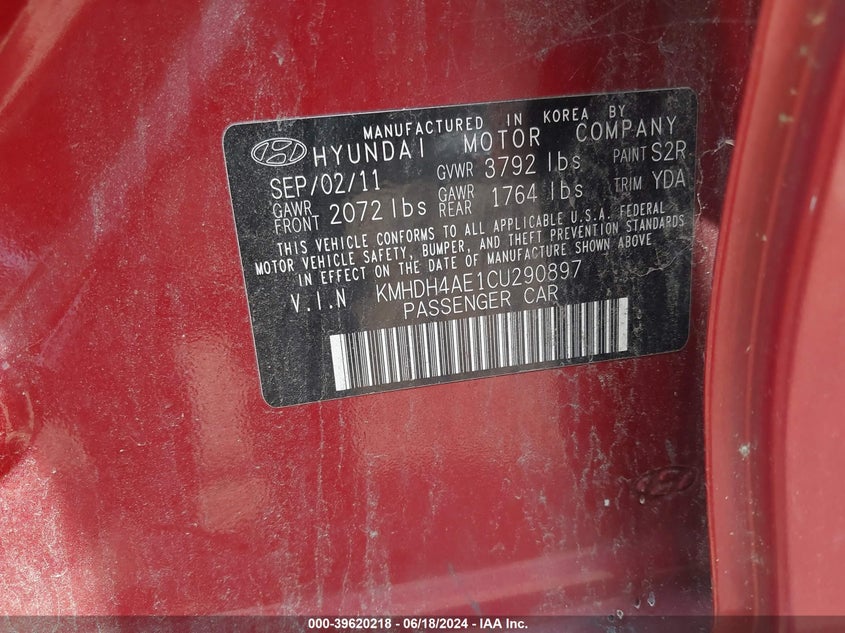 MANUFACTURED IN KOREA BY
HYUNDAI MOTOR COMPANY
SEP/02/11 GVWR 3792 lbs PAINT S2R
GAWR FRONT 2072 lbs GAWR REAR 1764 lbs TRIM YDA
THIS VEHICLE CONFORMS TO ALL APPLICABLE U.S.A. FEDERAL
MOTOR VEHICLE SAFETY, BUMPER, AND THEFT PREVENTION STANDARDS
IN EFFECT ON THE DATE OF MANUFACTURE SHOWN ABOVE.
V.I.N KMHDH4AE1CU290897
PASSENGER CAR
000-39620218 - 06/18/2024 - IAA Inc.